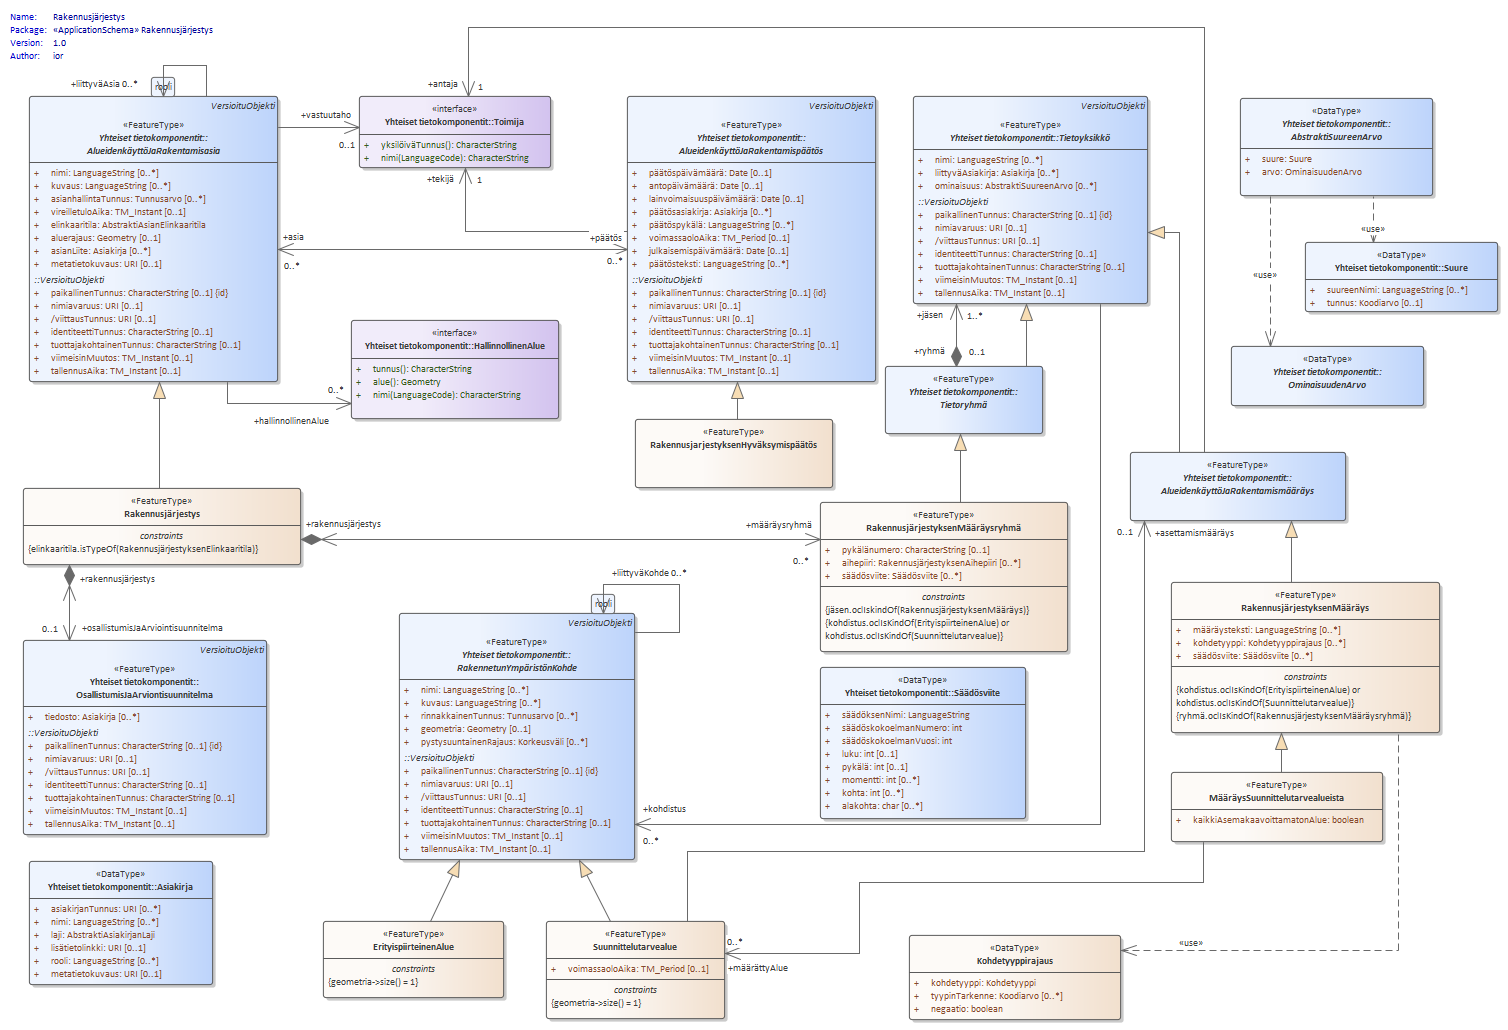 Name: Rakennusjärjestys
Package: «ApplicationSchema» Rakennusjärjestys
Version: 1.0
Author: ior
+liittyväAsia 0..*
rooli
VersioituObjekti
«FeatureType»
Yhteiset tietokomponentit::
AlueidenkäyttöJaRakentamisasia
+ nimi: LanguageString [0..*]
+ kuvaus: LanguageString [0..*]
+ asianhallintaTunnus: Tunnusarvo [0..*]
+ vireilletuloAika: TM_Instant [0..1]
+ elinkaaritila: AbstraktiAsianElinkaaritila
+ aluerajaus: Geometry [0..1]
+ asianLiite: Asiakirja [0..*]
+ metatietokuvaus: URI [0..1]
::VersioituObjekti
+ paikallinenTunnus: CharacterString [0..1] {id}
+ nimiavaruus: URI [0..1]
+ /viittausTunnus: URI [0..1]
+ identiteettiTunnus: CharacterString [0..1]
+ tuottajakohtainenTunnus: CharacterString [0..1]
+ viimeisinMuutos: TM_Instant [0..1]
+ tallennusAika: TM_Instant [0..1]
+vastuutaho
0..1
+antaja
1
«interface»
Yhteiset tietokomponentit::Toimija
+ yksilöiväTunnus(): CharacterString
+ nimi(LanguageCode): CharacterString
+tekijä
1
+asia
0..*
+päätös
0..*
VersioituObjekti
«FeatureType»
Yhteiset tietokomponentit::
AlueidenkäyttöJaRakentamispäätös
+ päätöspäivämäärä: Date [0..1]
+ antopäivämäärä: Date [0..1]
+ lainvoimaisuuspäivämäärä: Date [0..1]
+ päätösasiakirja: Asiakirja [0..*]
+ päätöspykälä: LanguageString [0..*]
+ voimassaoloAika: TM_Period [0..1]
+ julkaisemispäivämäärä: Date [0..1]
+ päätösteksti: LanguageString [0..*]
::VersioituObjekti
+ paikallinenTunnus: CharacterString [0..1] {id}
+ nimiavaruus: URI [0..1]
+ /viittausTunnus: URI [0..1]
+ identiteettiTunnus: CharacterString [0..1]
+ tuottajakohtainenTunnus: CharacterString [0..1]
+ viimeisinMuutos: TM_Instant [0..1]
+ tallennusAika: TM_Instant [0..1]
VersioituObjekti
«FeatureType»
Yhteiset tietokomponentit::Tietoyksikkö
+ nimi: LanguageString [0..*]
+ liittyväAsiakirja: Asiakirja [0..*]
+ ominaisuus: AbstraktiSuureenArvo [0..*]
::VersioituObjekti
+ paikallinenTunnus: CharacterString [0..1] {id}
+ nimiavaruus: URI [0..1]
+ /viittausTunnus: URI [0..1]
+ identiteettiTunnus: CharacterString [0..1]
+ tuottajakohtainenTunnus: CharacterString [0..1]
+ viimeisinMuutos: TM_Instant [0..1]
+ tallennusAika: TM_Instant [0..1]
«DataType»
Yhteiset tietokomponentit::
AbstraktiSuureenArvo
+ suure: Suure
+ arvo: OminaisuudenArvo
«use»
«use»
«DataType»
Yhteiset tietokomponentit::Suure
+ suureenNimi: LanguageString [0..*]
+ tunnus: Koodiarvo [0..1]
«DataType»
Yhteiset tietokomponentit::
OminaisuudenArvo
«interface»
Yhteiset tietokomponentit::HallinnollinenAlue
+ tunnus(): CharacterString
+ alue(): Geometry
+ nimi(LanguageCode): CharacterString
0..*
+hallinnollinenAlue
+jäsen
1..*
+ryhmä
0..1
«FeatureType»
Yhteiset tietokomponentit::
Tietoryhmä
«FeatureType»
RakennusjarjestyksenHyväksymispäätös
«FeatureType»
Yhteiset tietokomponentit::
AlueidenkäyttöJaRakentamismääräys
«FeatureType»
Rakennusjärjestys
constraints
{elinkaaritila.isTypeOf(RakennusjärjestyksenElinkaaritila)}
+rakennusjärjestys
+määräysryhmä
0..*
«FeatureType»
RakennusjärjestyksenMääräysryhmä
+ pykälänumero: CharacterString [0..1]
+ aihepiiri: RakennusjärjestyksenAihepiiri [0..*]
+ säädösviite: Säädösviite [0..*]
constraints
{jäsen.oclIskindOf(RakennusjärjestyksenMääräys)}
{kohdistus.oclIsKindOf(ErityispiirteinenAlue) or
kohdistus.oclIsKindOf(Suunnittelutarvealue)}
0..1
+asettamismääräys
+rakennusjärjestys
0..1
+osallistumisJaArviointisuunnitelma
VersioituObjekti
«FeatureType»
Yhteiset tietokomponentit::
OsallistumisJaArviontisuunnitelma
+ tiedosto: Asiakirja [0..*]
::VersioituObjekti
+ paikallinenTunnus: CharacterString [0..1] {id}
+ nimiavaruus: URI [0..1]
+ /viittausTunnus: URI [0..1]
+ identiteettiTunnus: CharacterString [0..1]
+ tuottajakohtainenTunnus: CharacterString [0..1]
+ viimeisinMuutos: TM_Instant [0..1]
+ tallennusAika: TM_Instant [0..1]
+liittyväKohde 0..*
rooli
VersioituObjekti
«FeatureType»
Yhteiset tietokomponentit::
RakennetunYmpäristönKohde
+ nimi: LanguageString [0..*]
+ kuvaus: LanguageString [0..*]
+ rinnakkainenTunnus: Tunnusarvo [0..*]
+ geometria: Geometry [0..1]
+ pystysuuntainenRajaus: Korkeusväli [0..*]
::VersioituObjekti
+ paikallinenTunnus: CharacterString [0..1] {id}
+ nimiavaruus: URI [0..1]
+ /viittausTunnus: URI [0..1]
+ identiteettiTunnus: CharacterString [0..1]
+ tuottajakohtainenTunnus: CharacterString [0..1]
+ viimeisinMuutos: TM_Instant [0..1]
+ tallennusAika: TM_Instant [0..1]
+kohdistus
0..*
«DataType»
Yhteiset tietokomponentit::Säädösviite
+ säädöksenNimi: LanguageString
+ säädöskokoelmanNumero: int
+ säädöskokoelmanVuosi: int
+ luku: int [0..1]
+ pykälä: int [0..1]
+ momentti: int [0..*]
+ kohta: int [0..*]
+ alakohta: char [0..*]
«FeatureType»
RakennusjärjestyksenMääräys
+ määräysteksti: LanguageString [0..*]
+ kohdetyyppi: Kohdetyyppirajaus [0..*]
+ säädösviite: Säädösviite [0..*]
constraints
{kohdistus.oclIsKindOf(ErityispiirteinenAlue) or
kohdistus.oclIsKindOf(Suunnittelutarvealue)}
{ryhmä.oclIsKindOf(RakennusjärjestyksenMääräysryhmä)}
«FeatureType»
MääräysSuunnittelutarvealueista
+ kaikkiAsemakaavoittamatonAlue: boolean
«DataType»
Yhteiset tietokomponentit::Asiakirja
+ asiakirjanTunnus: URI [0..*]
+ nimi: LanguageString [0..*]
+ laji: AbstraktiAsiakirjanLaji
+ lisätietolinkki: URI [0..1]
+ rooli: LanguageString [0..*]
+ metatietokuvaus: URI [0..1]
«FeatureType»
ErityispiirteinenAlue
constraints
{geometria->size() = 1}
«FeatureType»
Suunnittelutarvealue
+ voimassaoloAika: TM_Period [0..1]
constraints
{geometria->size() = 1}
0..*
+määrättyAlue
«use»
«DataType»
Kohdetyyppirajaus
+ kohdetyyppi: Kohdetyyppi
+ tyypinTarkenne: Koodiarvo [0..*]
+ negaatio: boolean